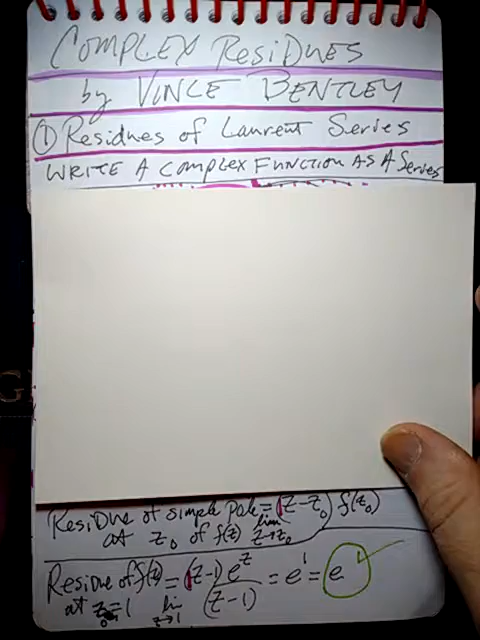 COMPLEX RESIDUES
by VINCE BENTLEY
① Residues of Laurent Series
WRITE A COMPLEX FUNCTION AS A Series
Residue of simple pole = (z-z₀) f(z₀)
at z₀ of f(z) lim z→z₀
Residue of f(z) = (z-1) e^z / (z-1) = e^1 = e ✓
at z₀=1 lim z→1
G